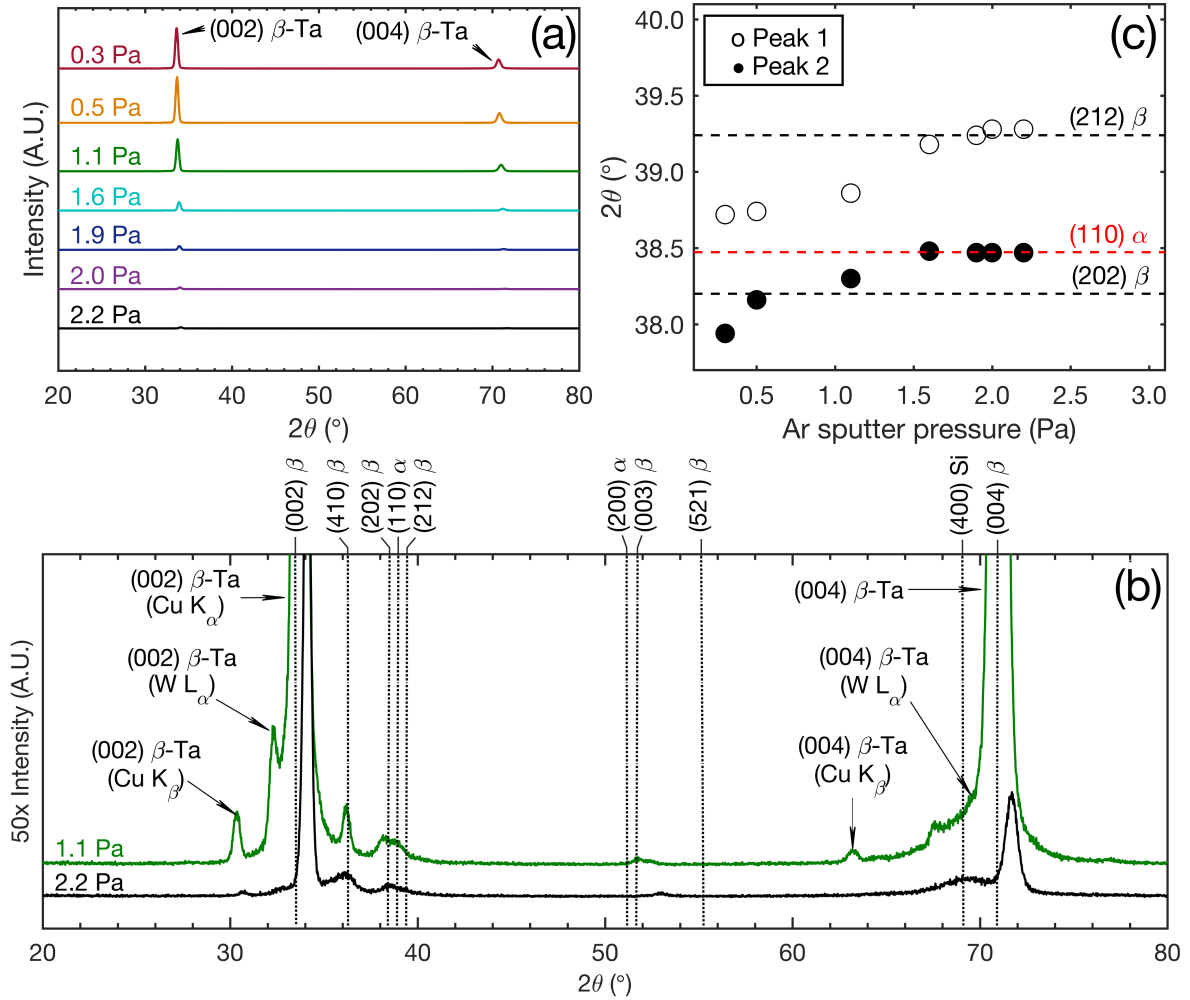 (a)
(002) β-Ta
(004) β-Ta
0.3 Pa
0.5 Pa
1.1 Pa
1.6 Pa
1.9 Pa
2.0 Pa
2.2 Pa
Intensity (A.U.)
20 30 40 50 60 70 80
2θ (°)
(c)
Peak 1
Peak 2
40.0
39.5
39.0
38.5
38.0
2θ (°)
(212) β
(110) α
(202) β
0.5 1.0 1.5 2.0 2.5 3.0
Ar sputter pressure (Pa)
(002) β
(410) β
(202) β
(110) α
(212) β
(200) α
(003) β
(521) β
(400) Si
(004) β
(b)
(002) β-Ta
(Cu Kα)
(002) β-Ta
(W Lα)
(002) β-Ta
(Cu Kβ)
(004) β-Ta
(004) β-Ta
(W Lα)
(004) β-Ta
(Cu Kβ)
1.1 Pa
2.2 Pa
50x Intensity (A.U.)
20 30 40 50 60 70 80
2θ (°)